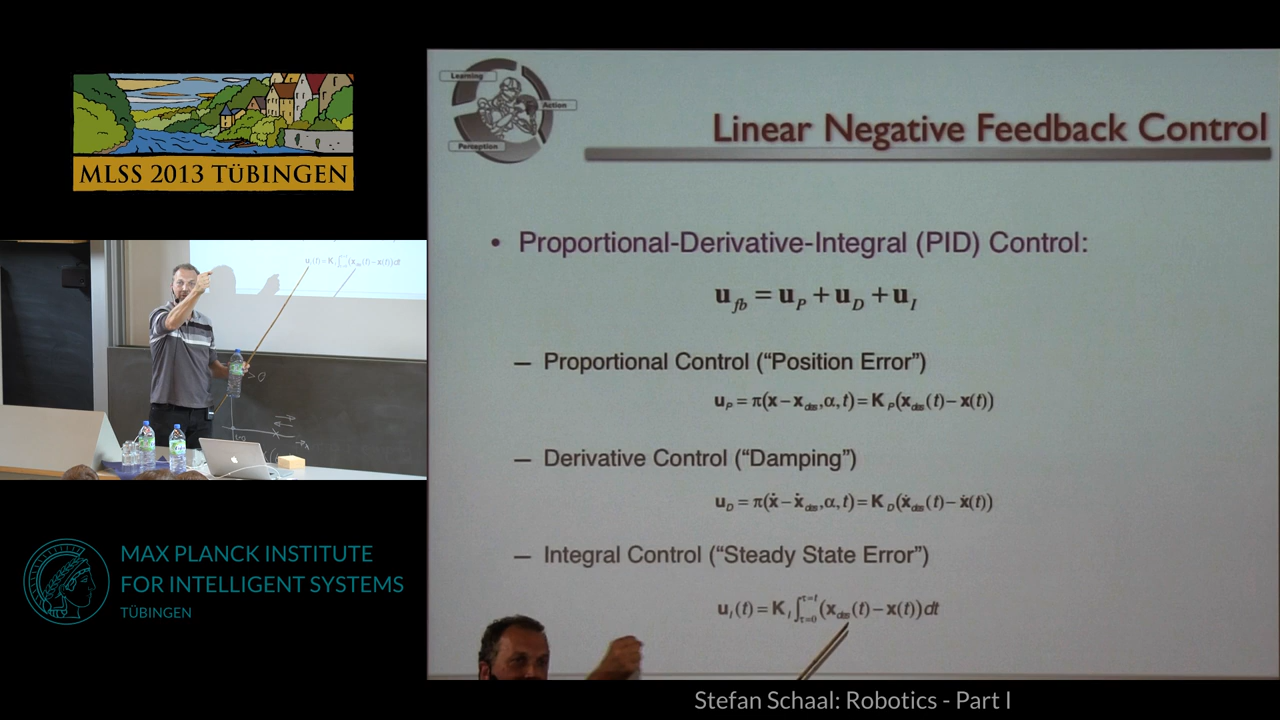 MLSS 2013 TÜBINGEN
MAX PLANCK INSTITUTE
FOR INTELLIGENT SYSTEMS
TÜBINGEN
Learning
Action
Perception
Linear Negative Feedback Control
• Proportional-Derivative-Integral (PID) Control:
u_fb = u_P + u_D + u_I
– Proportional Control (“Position Error”)
u_P = π(x − x_des, α, t) = K_P(x_des(t) − x(t))
– Derivative Control (“Damping”)
u_D = π(ẋ − ẋ_des, α, t) = K_D(ẋ_des(t) − ẋ(t))
– Integral Control (“Steady State Error”)
u_I(t) = K_I ∫_{τ=0}^{τ=t} (x_des(t) − x(t))dt
Stefan Schaal: Robotics - Part I